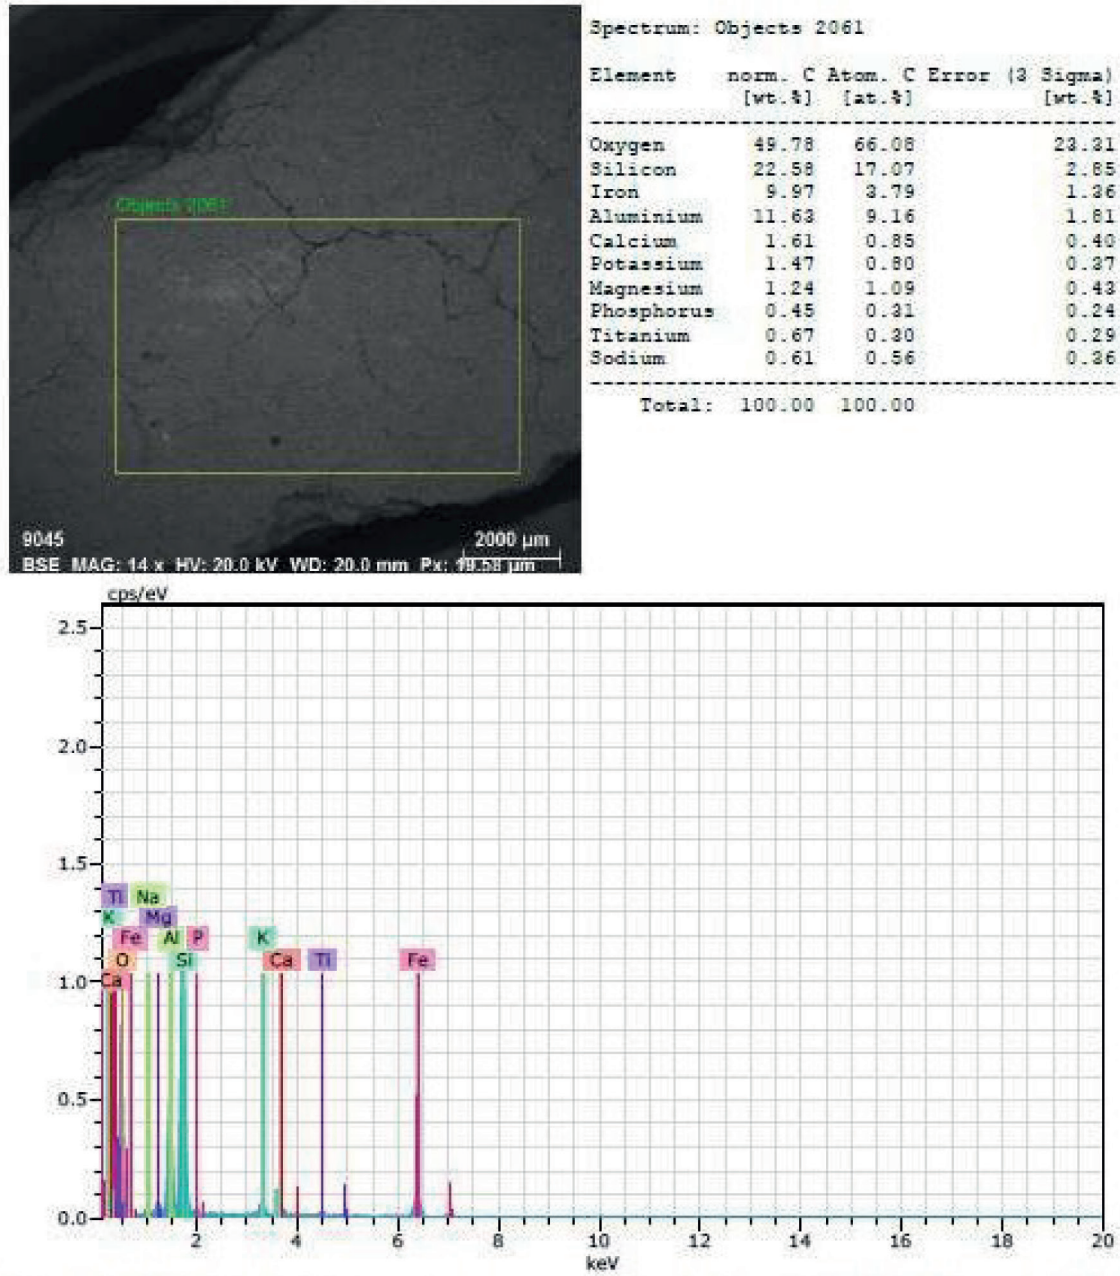 Spectrum: Objects 2061
Element norm. C Atom. C Error (3 Sigma)
[wt.%] [at.%] [wt.%]
Oxygen 49.78 66.08 23.31
Silicon 22.58 17.07 2.85
Iron 9.97 3.79 1.36
Aluminium 11.63 9.16 1.81
Calcium 1.61 0.85 0.40
Potassium 1.47 0.80 0.37
Magnesium 1.24 1.09 0.43
Phosphorus 0.45 0.31 0.24
Titanium 0.67 0.30 0.29
Sodium 0.61 0.56 0.36
Total: 100.00 100.00
Objects 2061
9045
2000 µm
BSE MAG: 14 x HV: 20.0 kV WD: 20.0 mm Px: 19.58 µm
cps/eV
2.5
2.0
1.5
Ti Na
K Mg
Fe Al P K
O Si Ca Ti Fe
Ca
1.0
0.5
0.0
2 4 6 8 10 12 14 16 18 20
keV